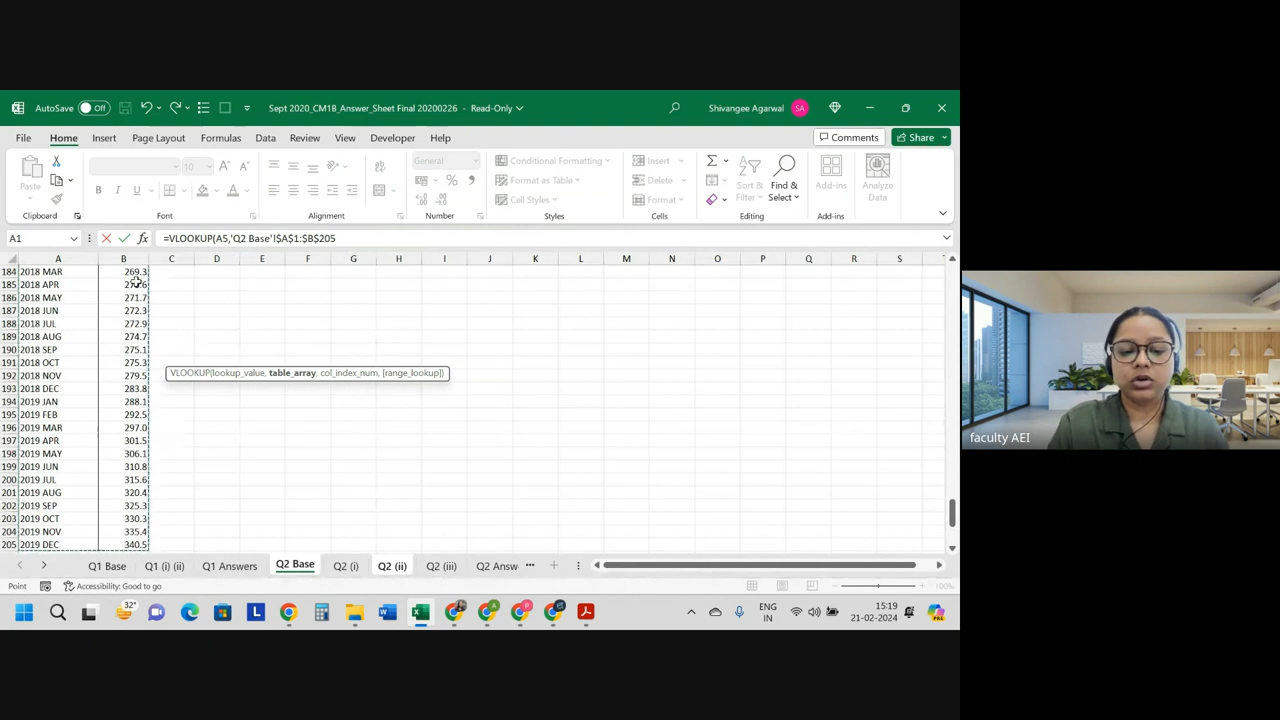 AutoSave Off Sept 2020_CM1B_Answer_Sheet Final 20200226 - Read-Only Shivangee Agarwal SA
File Home Insert Page Layout Formulas Data Review View Developer Help Comments Share
Paste 10 A A B I U A General % Conditional Formatting Format as Table Cell Styles Insert Delete Format Sort & Filter Find & Select Add-ins Analyze Data
Clipboard Font Alignment Number Styles Cells Editing Add-ins
A1 fx =VLOOKUP(A5,'Q2 Base'!$A$1:$B$205
A B C D E F G H I J K L M N O P Q R S
184 2018 MAR 269.3
185 2018 APR
186 2018 MAY 271.7
187 2018 JUN 272.3
188 2018 JUL 272.9
189 2018 AUG 274.7
190 2018 SEP 275.1
191 2018 OCT 275.3
192 2018 NOV 279.5
VLOOKUP(lookup_value, table_array, col_index_num, [range_lookup])
193 2018 DEC 283.8
194 2019 JAN 288.1
195 2019 FEB 292.5
196 2019 MAR 297.0
197 2019 APR 301.5
198 2019 MAY 306.1
199 2019 JUN 310.8
200 2019 JUL 315.6
201 2019 AUG 320.4
202 2019 SEP 325.3
203 2019 OCT 330.3
204 2019 NOV 335.4
205 2019 DEC 340.5
Q1 Base Q1 (i) (ii) Q1 Answers Q2 Base Q2 (i) Q2 (ii) Q2 (iii) Q2 Answ ...
Point Accessibility: Good to go 100%
32° ENG IN 15:19 21-02-2024
faculty AEI